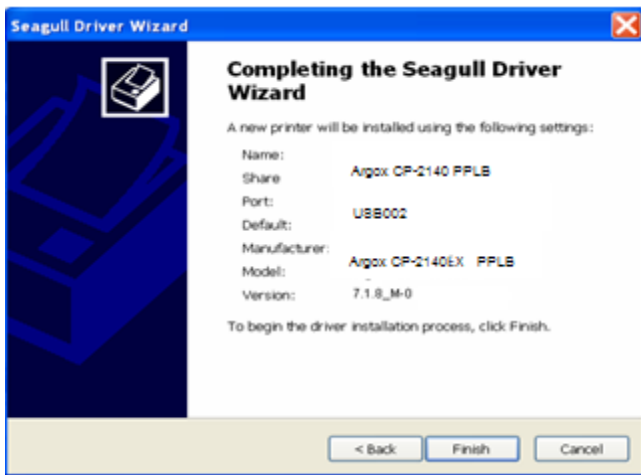 Seagull Driver Wizard
Completing the Seagull Driver
Wizard
A new printer will be installed using the following settings:
Name:
Share Argox CP-2140 PPLB
Port:
Default: USB002
Manufacturer:
Model: Argox CP-2140EX PPLB
Version: 7.1.8_M-0
To begin the driver installation process, click Finish.
< Back Finish Cancel